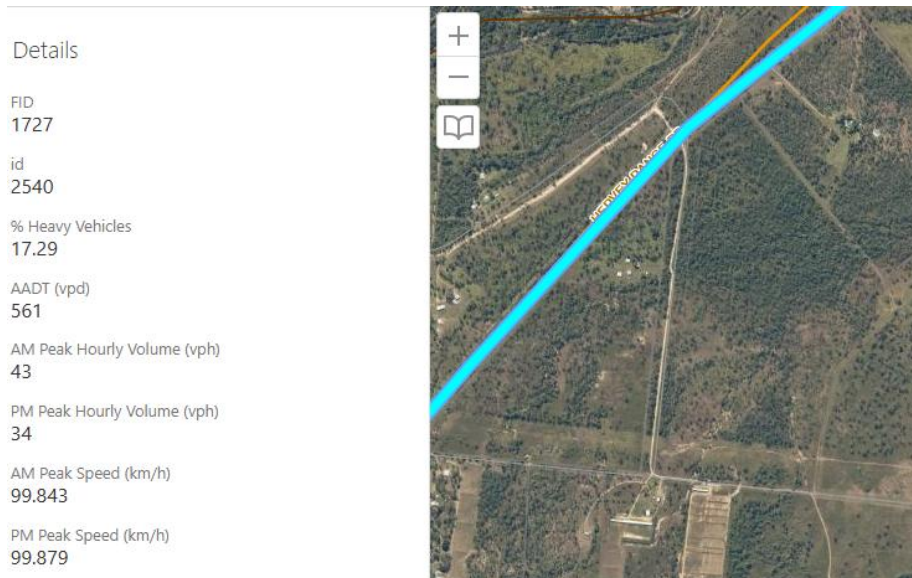 Details
FID
1727
id
2540
% Heavy Vehicles
17.29
AADT (vpd)
561
AM Peak Hourly Volume (vph)
43
PM Peak Hourly Volume (vph)
34
AM Peak Speed (km/h)
99.843
PM Peak Speed (km/h)
99.879